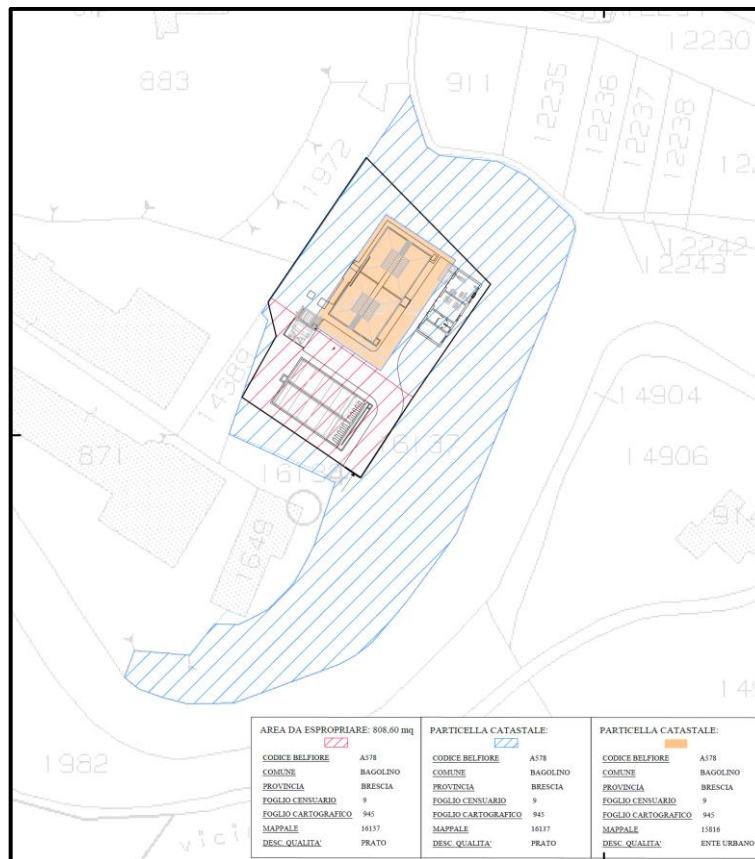 12230
883
911
12235
12236
12237
12238
11972
12242
12243
14389
14904
14906
871
16137
1649
1982
vici
AREA DA ESPROPRIARE: 808,60 mq
CODICE BELFIORE A578
COMUNE BAGOLINO
PROVINCIA BRESCIA
FOGLIO CENSUARIO 9
FOGLIO CARTOGRAFICO 945
MAPPALE 16137
DESC. QUALITA' PRATO
PARTICELLA CATASTALE:
CODICE BELFIORE A578
COMUNE BAGOLINO
PROVINCIA BRESCIA
FOGLIO CENSUARIO 9
FOGLIO CARTOGRAFICO 945
MAPPALE 16137
DESC. QUALITA' PRATO
PARTICELLA CATASTALE:
CODICE BELFIORE A578
COMUNE BAGOLINO
PROVINCIA BRESCIA
FOGLIO CENSUARIO 9
FOGLIO CARTOGRAFICO 945
MAPPALE 15816
DESC. QUALITA' ENTE URBANO